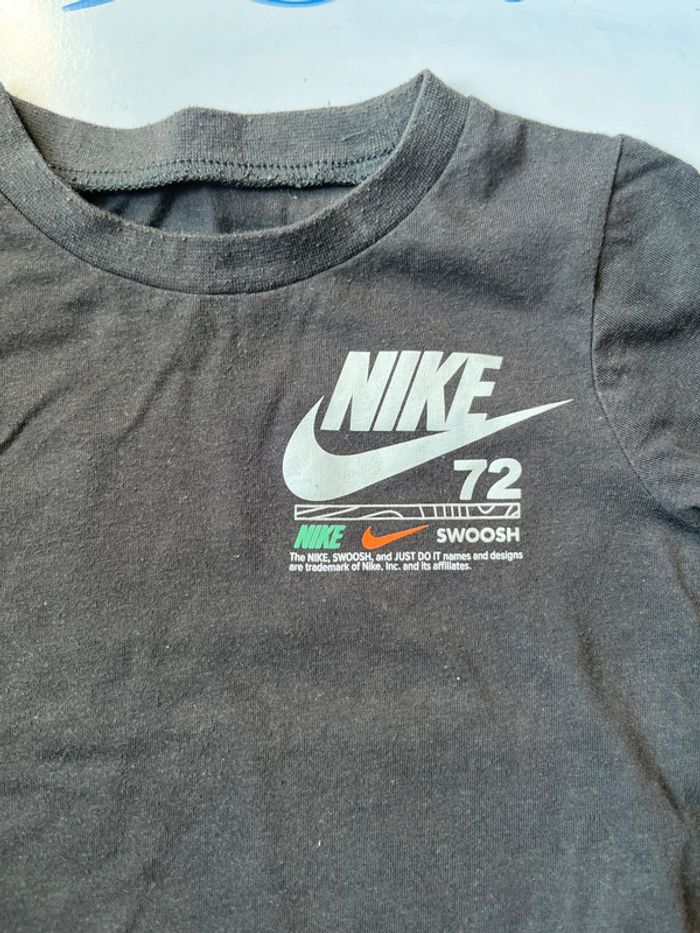 NIKE
72
NIKE SWOOSH
The NIKE, SWOOSH, and JUST DO IT names and designs
are trademark of Nike, Inc. and its affiliates.